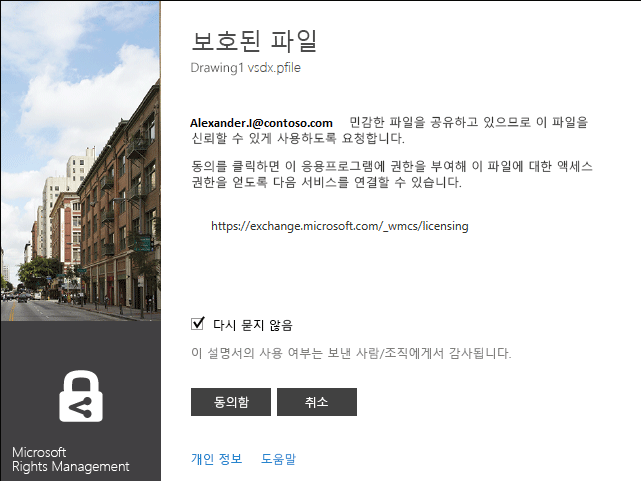 보호된 파일
Drawing1 vsdx.pfile
Alexander.I@contoso.com 민감한 파일을 공유하고 있으므로 이 파일을
신뢰할 수 있게 사용하도록 요청합니다.
동의를 클릭하면 이 응용프로그램에 권한을 부여해 이 파일에 대한 액세스
권한을 얻도록 다음 서비스를 연결할 수 있습니다.
https://exchange.microsoft.com/_wmcs/licensing
다시 묻지 않음
이 설명서의 사용 여부는 보낸 사람/조직에게서 감사됩니다.
동의함 취소
개인 정보 도움말
Microsoft
Rights Management